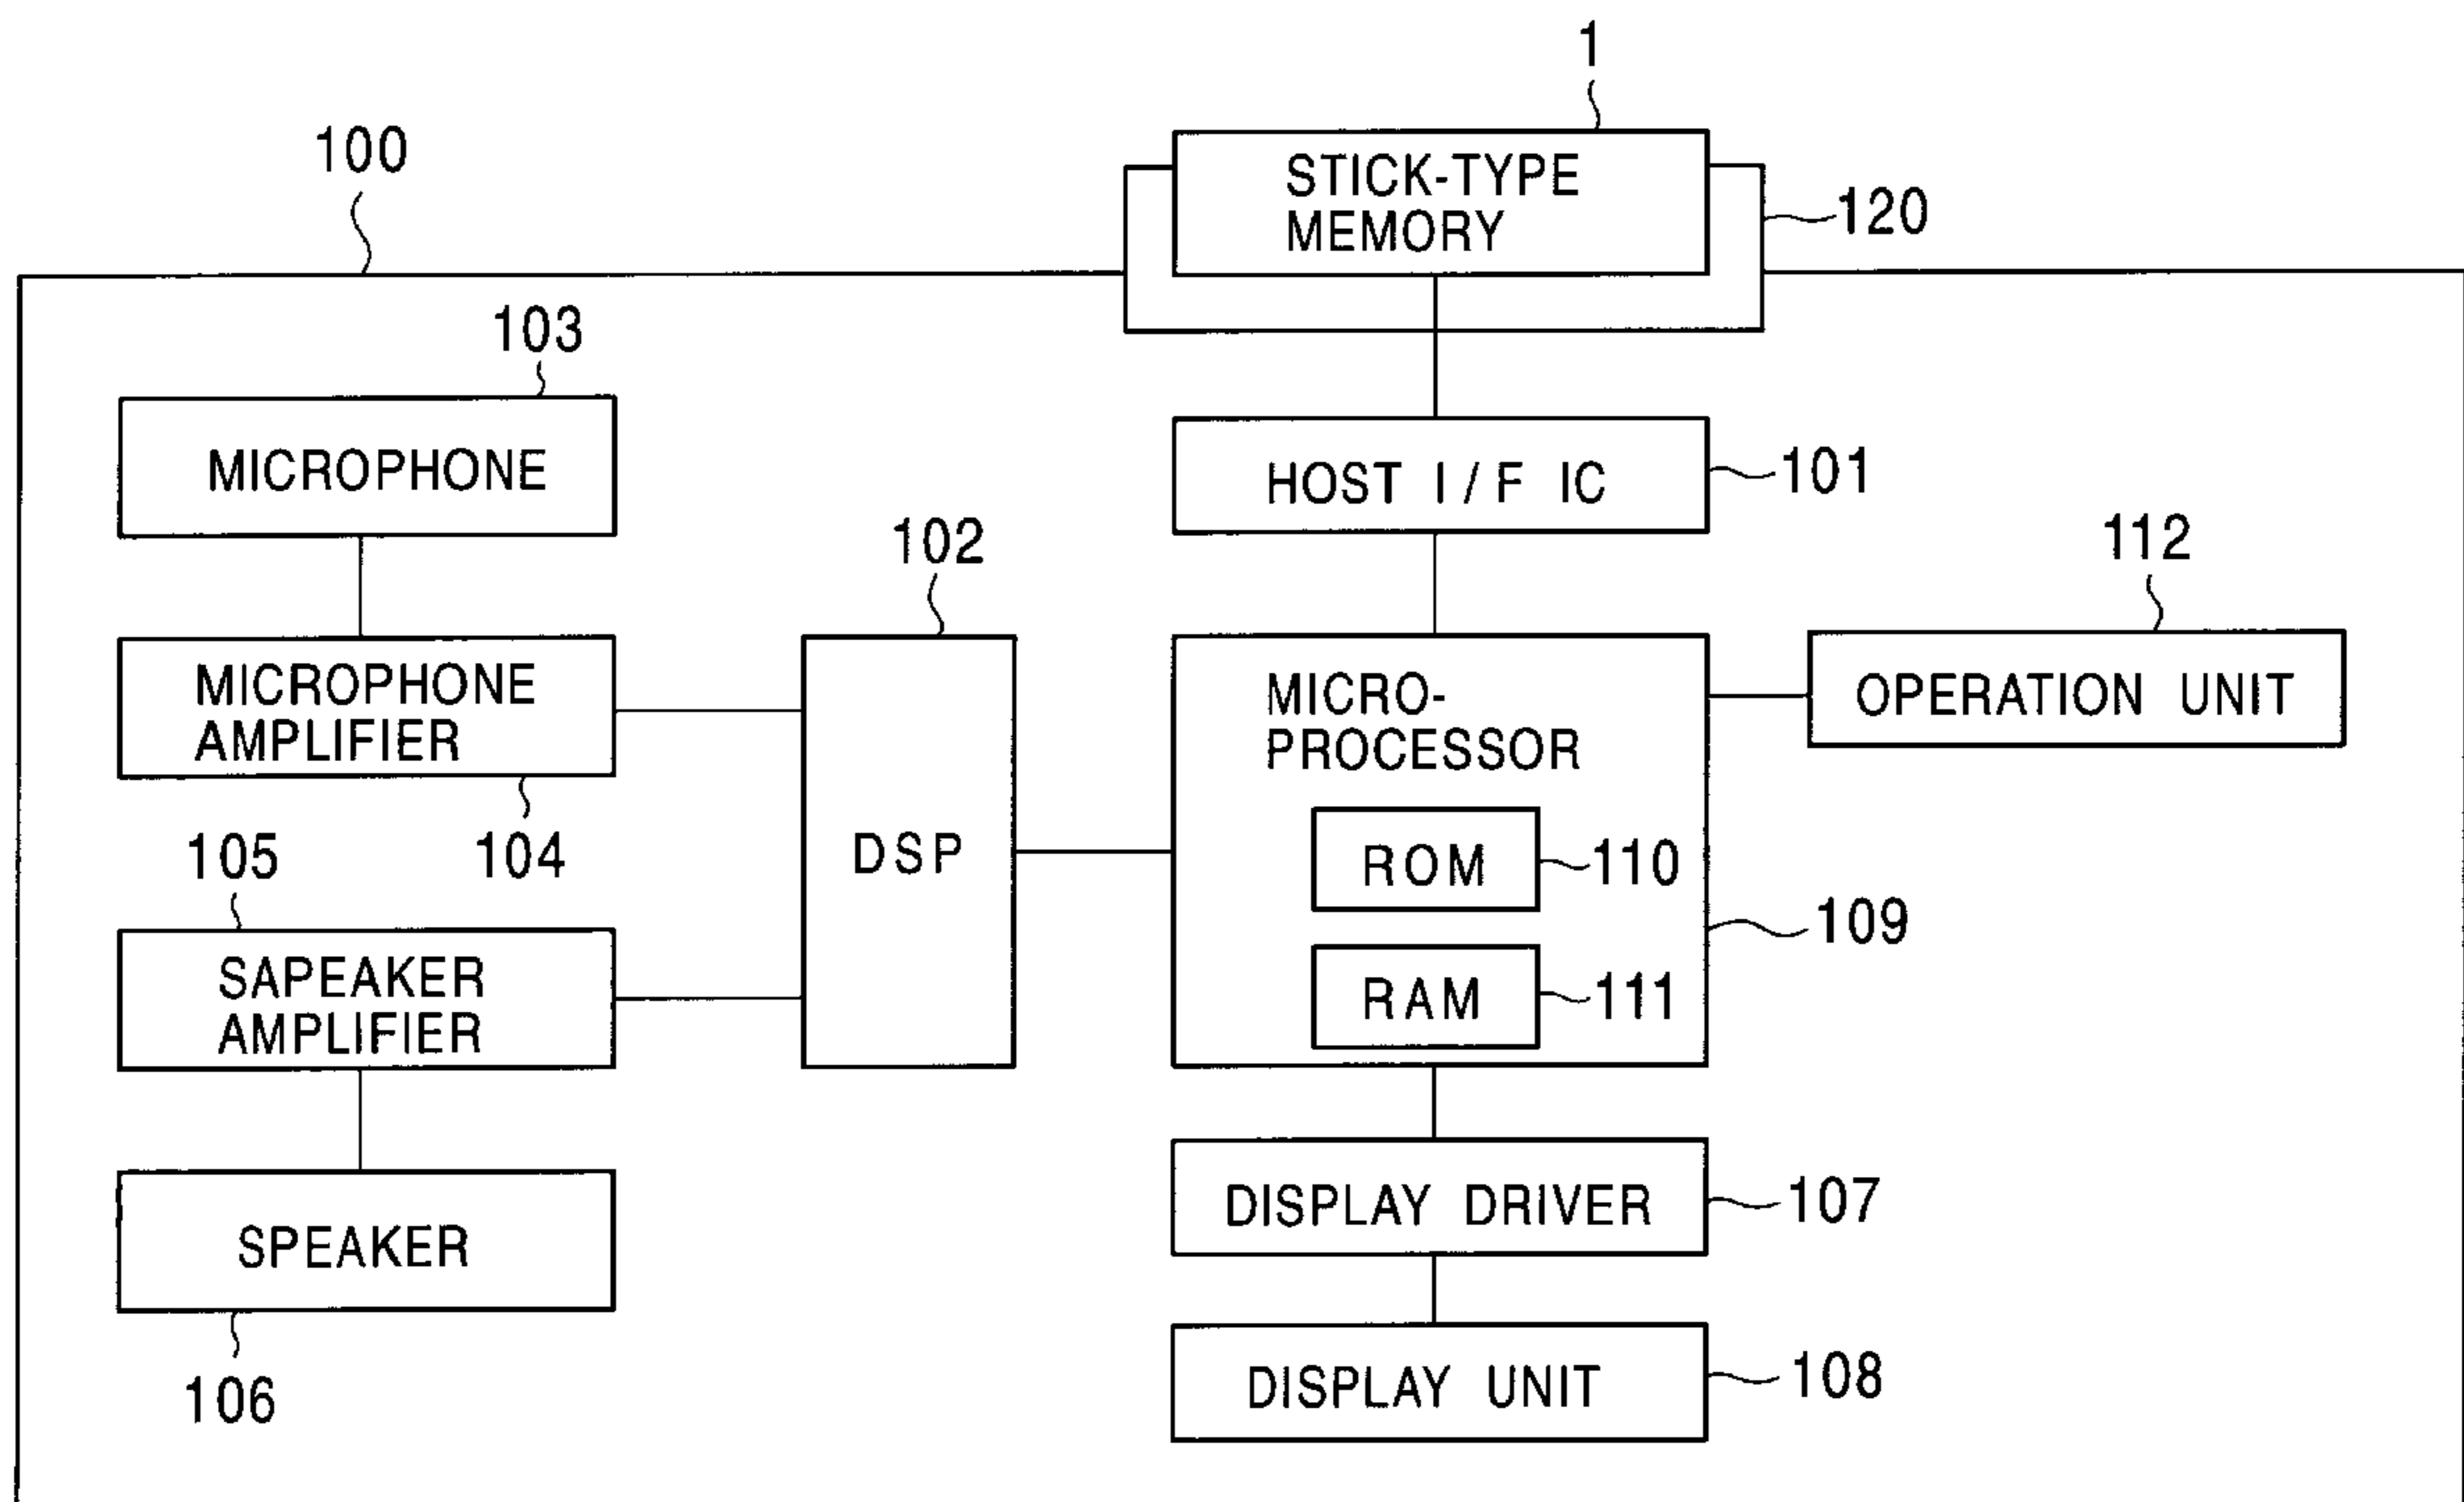 1
STICK-TYPE
MEMORY
120
100
103
MICROPHONE
HOST I/F IC
101
102
112
MICROPHONE
AMPLIFIER
104
MICRO-
PROCESSOR
OPERATION UNIT
DSP
ROM
110
109
RAM
111
105
SAPEAKER
AMPLIFIER
SPEAKER
106
DISPLAY DRIVER
107
DISPLAY UNIT
108